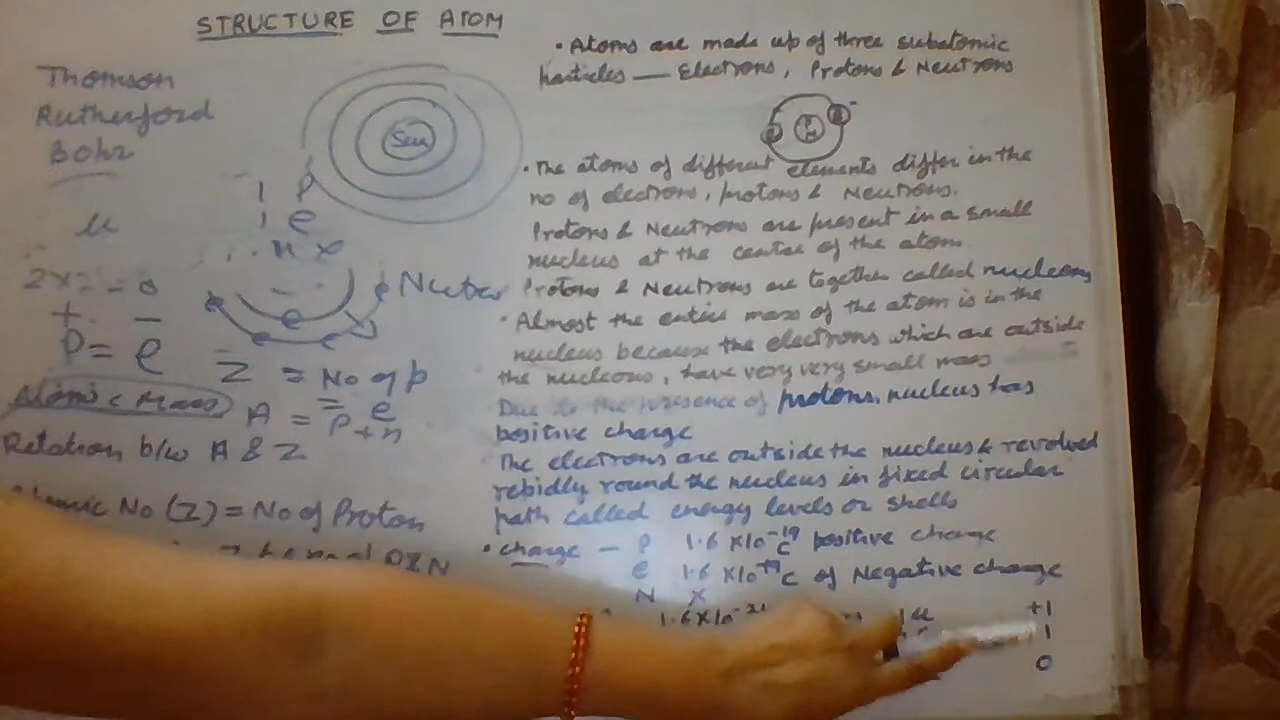 STRUCTURE OF ATOM
Thomson
Rutherford
Bohr
Sun
P
e
n
u
+ -
P = e
Z = No of p
= e
Atomic Mass A = P+n
Relation b/w A & Z
No (Z) = No of Proton
• Atoms are made up of three subatomic
particles — Electrons, Protons & Neutrons
• The atoms of different elements differ in the
no of electrons, protons & Neutrons.
Protons & Neutrons are present in a small
nucleus at the centre of the atom.
Protons & Neutrons are together called nucleons
• Almost the entire mass of the atom is in the
nucleus because the electrons which are outside
the nucleons, have very very small mass
Due to the presence of protons, nucleus has
positive charge
The electrons are outside the nucleus & revolved
rebidly round the nucleus in fixed circular
path called energy levels or shells
• charge — P 1.6 X10⁻¹⁹ C positive charge
e 1.6 X10⁻¹⁹ C of Negative charge
N X
1u +1
1
0